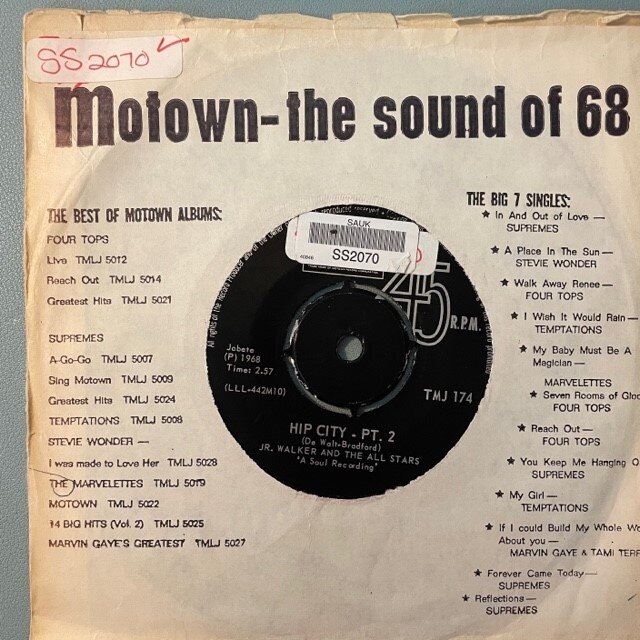 SS2070
Motown-the sound of 68
THE BEST OF MOTOWN ALBUMS:
FOUR TOPS
Live TMLJ 5012
Reach Out TMLJ 5014
Greatest Hits TMLJ 5021
SUPREMES
A-Go-Go TMLJ 5007
Sing Motown TMLJ 5009
Greatest Hits TMLJ 5024
TEMPTATIONS TMLJ 5008
STEVIE WONDER —
I was made to Love Her TMLJ 5028
THE MARVELETTES TMLJ 5019
MOTOWN TMLJ 5022
14 BIG HITS (Vol. 2) TMLJ 5025
MARVIN GAYE'S GREATEST TMLJ 5027
SAUK
SS2070
45
R.P.M.
Jobete
(P) 1968
Time: 2.57
(LLL-442M10)
TMJ 174
HIP CITY - PT. 2
(De Walt-Bradford)
JR. WALKER AND THE ALL STARS
'A Soul Recording'
THE BIG 7 SINGLES:
★ In And Out of Love —
SUPREMES
★ A Place In The Sun —
STEVIE WONDER
★ Walk Away Renee —
FOUR TOPS
★ I Wish It Would Rain —
TEMPTATIONS
★ My Baby Must Be A
Magician —
MARVELETTES
★ Seven Rooms of Gloo
FOUR TOPS
★ Reach Out —
FOUR TOPS
★ You Keep Me Hanging O
SUPREMES
★ My Girl —
TEMPTATIONS
★ If I could Build My Whole Wo
About you —
MARVIN GAYE & TAMI TERR
★ Forever Came Today —
SUPREMES
★ Reflections —
SUPREMES